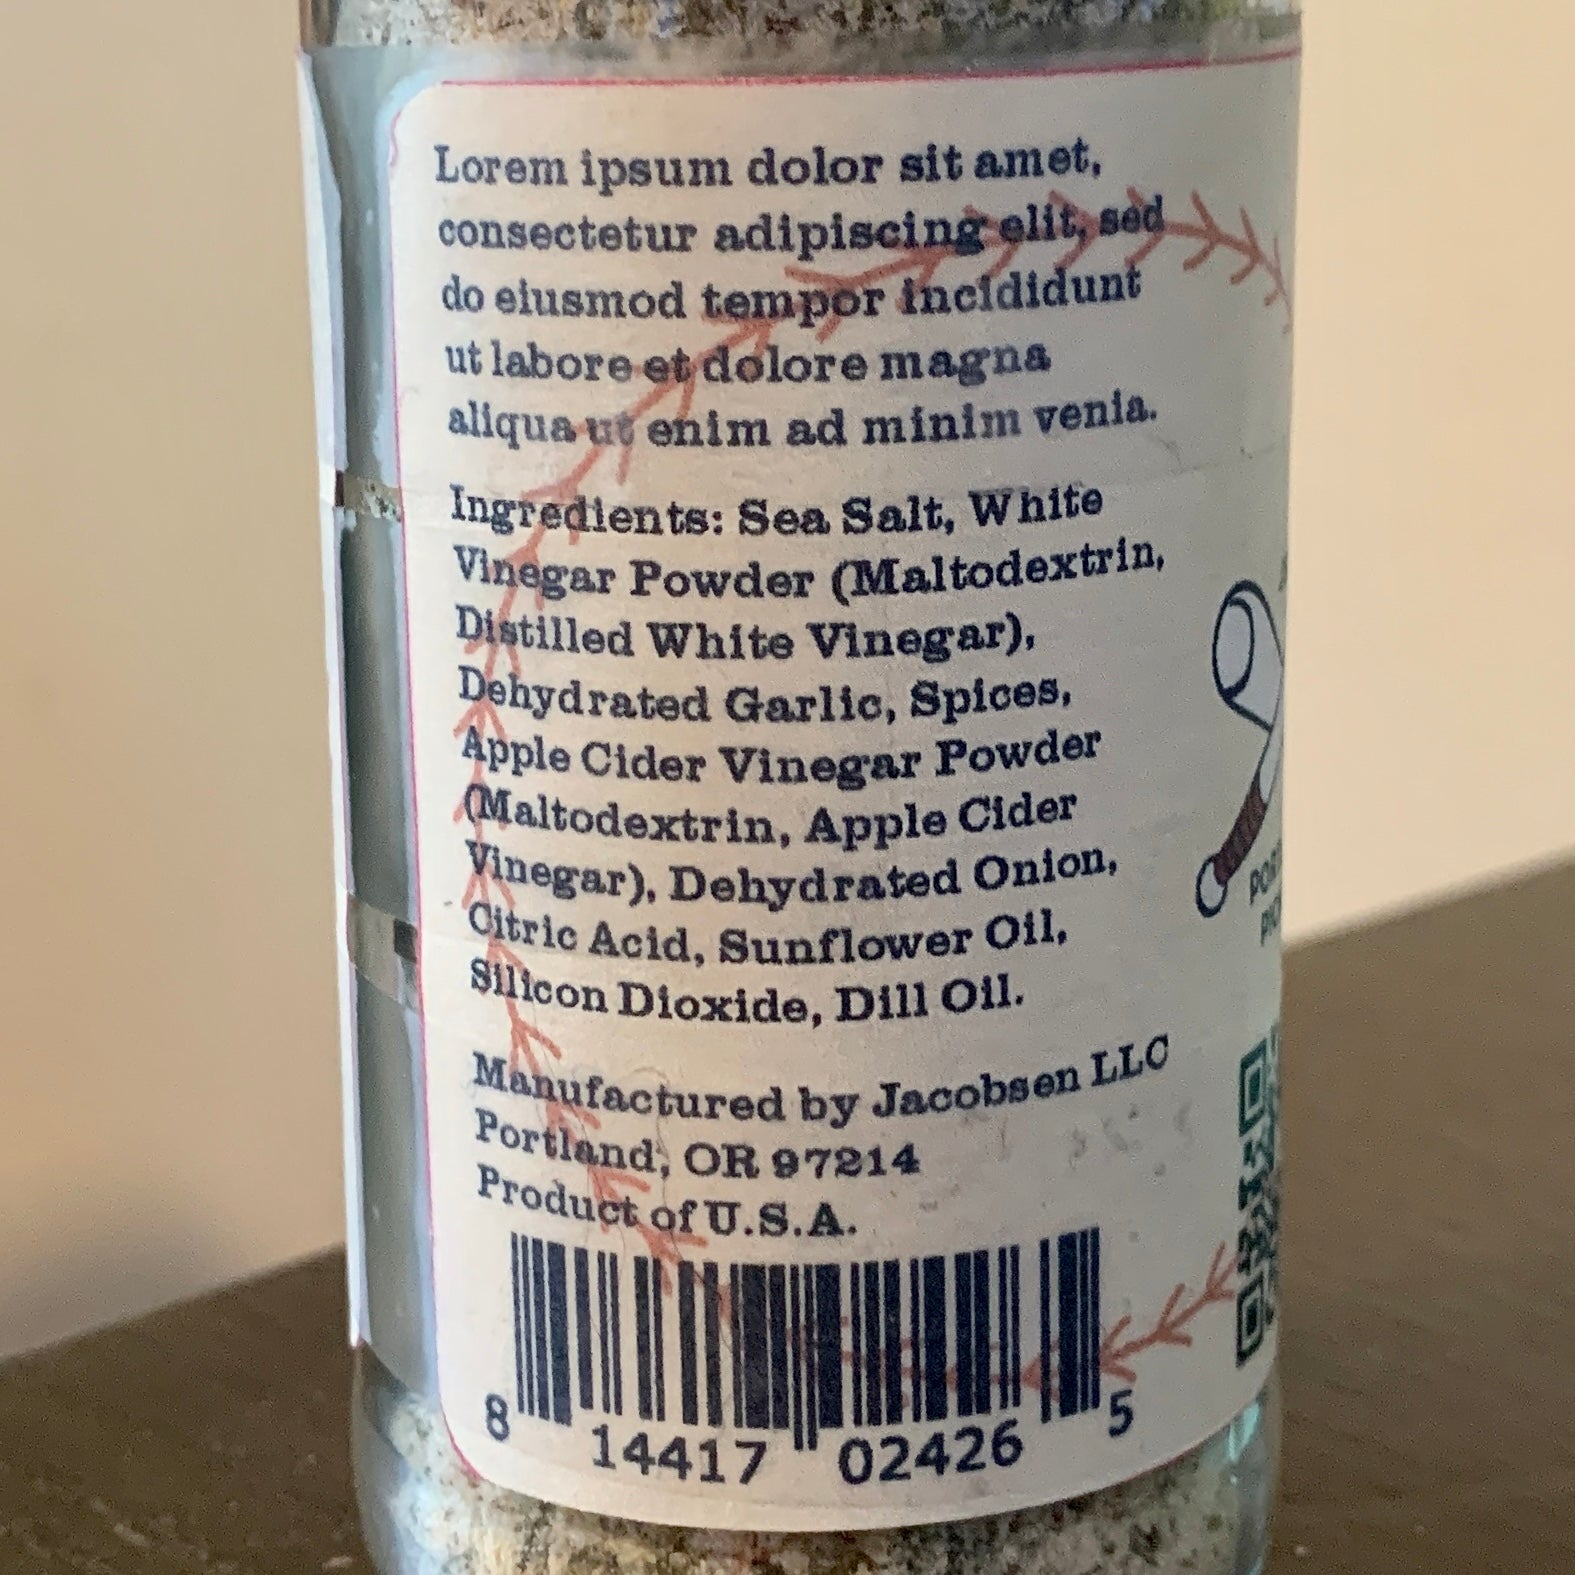 Lorem ipsum dolor sit amet,
consectetur adipiscing elit, sed
do eiusmod tempor incididunt
ut labore et dolore magna
aliqua ut enim ad minim venia.
Ingredients: Sea Salt, White
Vinegar Powder (Maltodextrin,
Distilled White Vinegar),
Dehydrated Garlic, Spices,
Apple Cider Vinegar Powder
(Maltodextrin, Apple Cider
Vinegar), Dehydrated Onion,
Citric Acid, Sunflower Oil,
Silicon Dioxide, Dill Oil.
Manufactured by Jacobsen LLC
Portland, OR 97214
Product of U.S.A.
8 14417 02426 5